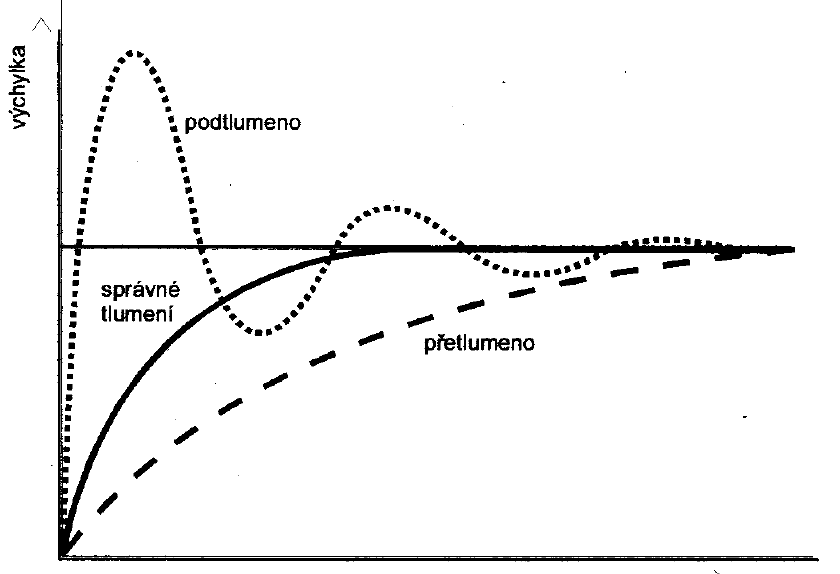 výchylka
podtlumeno
správné
tlumení
přetlumeno